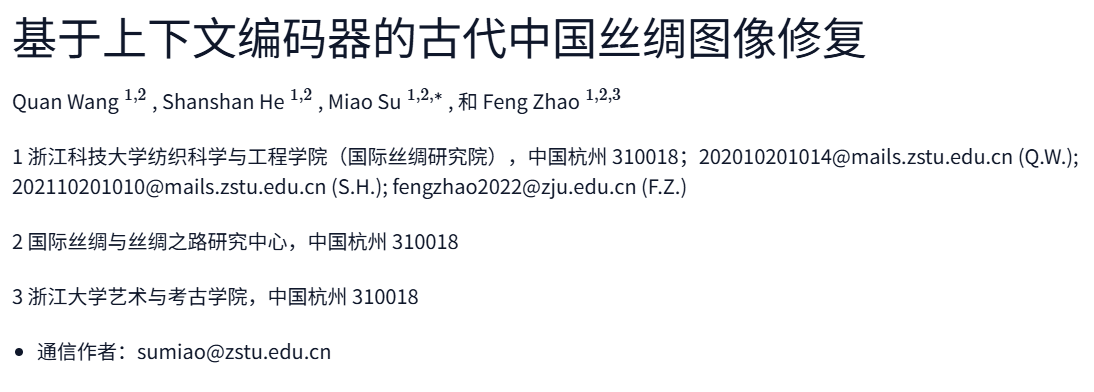 基于上下文编码器的古代中国丝绸图像修复
Quan Wang 1,2 , Shanshan He 1,2 , Miao Su 1,2,* , 和 Feng Zhao 1,2,3
1 浙江科技大学纺织科学与工程学院（国际丝绸研究院），中国杭州 310018；202010201014@mails.zstu.edu.cn (Q.W.);
202110201010@mails.zstu.edu.cn (S.H.); fengzhao2022@zju.edu.cn (F.Z.)
2 国际丝绸与丝绸之路研究中心，中国杭州 310018
3 浙江大学艺术与考古学院，中国杭州 310018
• 通信作者：sumiao@zstu.edu.cn